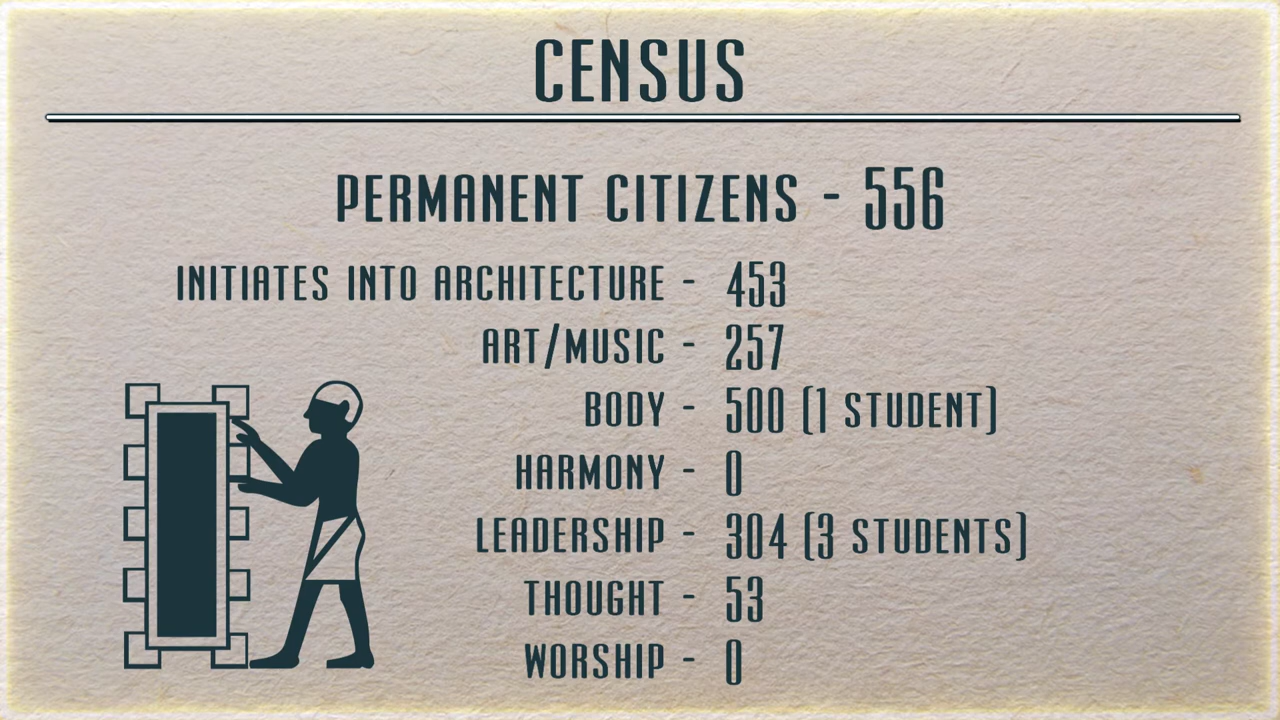 CENSUS
PERMANENT CITIZENS - 556
INITIATES INTO ARCHITECTURE - 453
ART/MUSIC - 257
BODY - 500 (1 STUDENT)
HARMONY - 0
LEADERSHIP - 304 (3 STUDENTS)
THOUGHT - 53
WORSHIP - 0